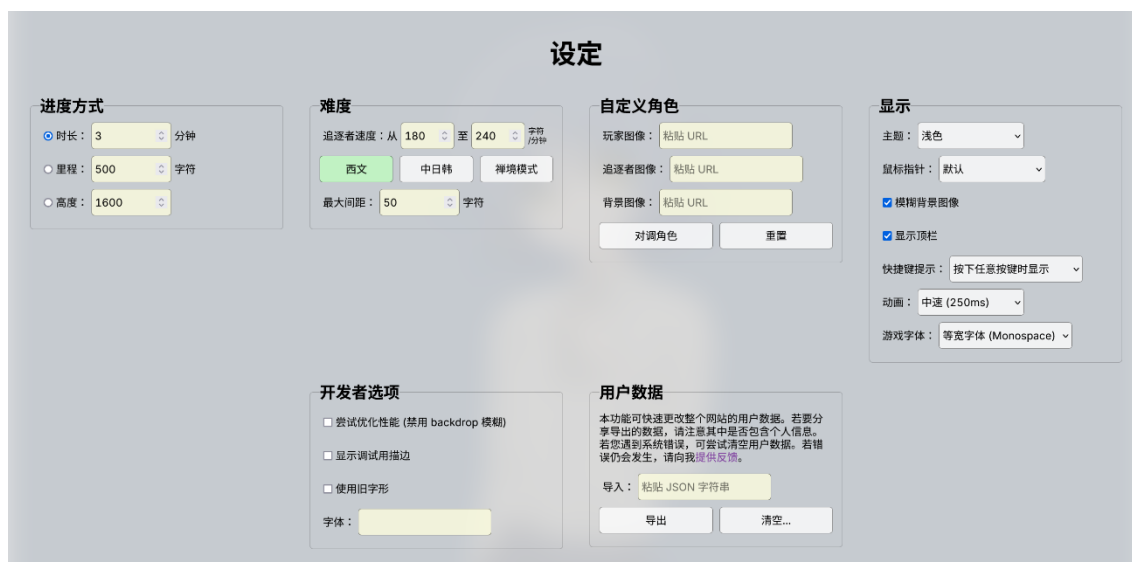 设定
进度方式
时长： 3 分钟
里程： 500 字符
高度： 1600
难度
追逐者速度：从 180 至 240 字符/分钟
西文 中日韩 禅境模式
最大间距： 50 字符
自定义角色
玩家图像： 粘贴 URL
追逐者图像： 粘贴 URL
背景图像： 粘贴 URL
对调角色 重置
显示
主题： 浅色
鼠标指针： 默认
模糊背景图像
显示顶栏
快捷键提示： 按下任意按键时显示
动画： 中速 (250ms)
游戏字体： 等宽字体 (Monospace)
开发者选项
尝试优化性能 (禁用 backdrop 模糊)
显示调试用描边
使用旧字形
字体：
用户数据
本功能可快速更改整个网站的用户数据。若要分
享导出的数据，请注意其中是否包含个人信息。
若您遇到系统错误，可尝试清空用户数据。若错
误仍会发生，请向我提供反馈。
导入： 粘贴 JSON 字符串
导出 清空...